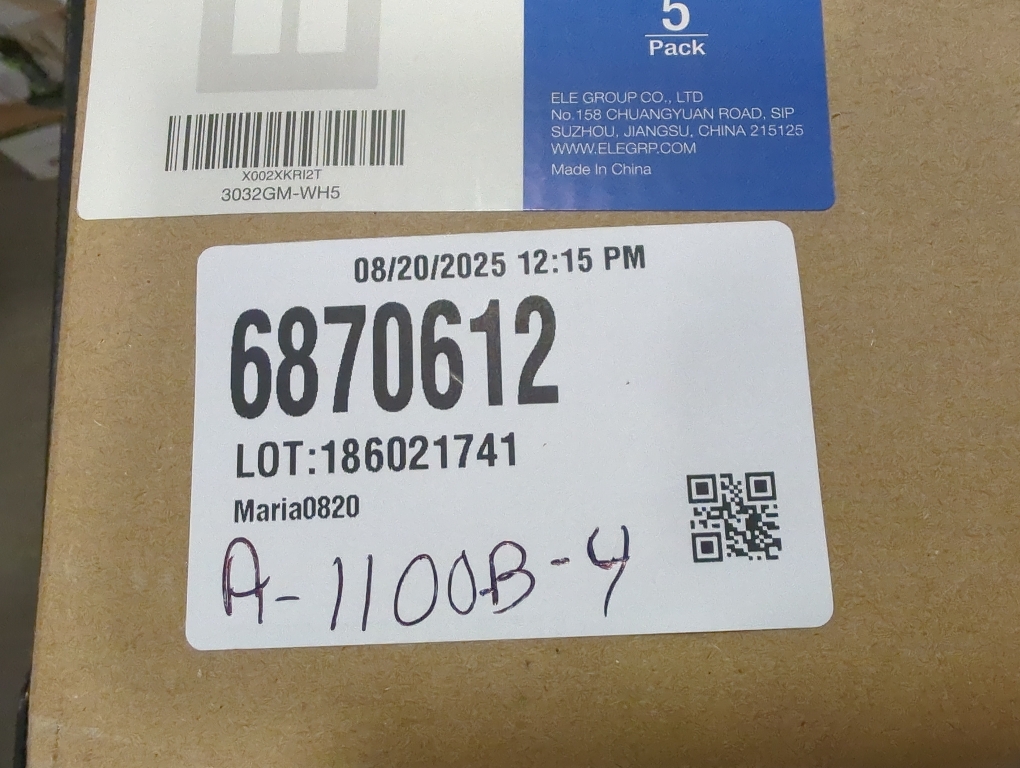 5
Pack
ELE GROUP CO., LTD
No.158 CHUANGYUAN ROAD, SIP
SUZHOU, JIANGSU, CHINA 215125
WWW.ELEGRP.COM
Made In China
X002XKRI2T
3032GM-WH5
08/20/2025 12:15 PM
6870612
LOT:186021741
Maria0820
A-1100B-4